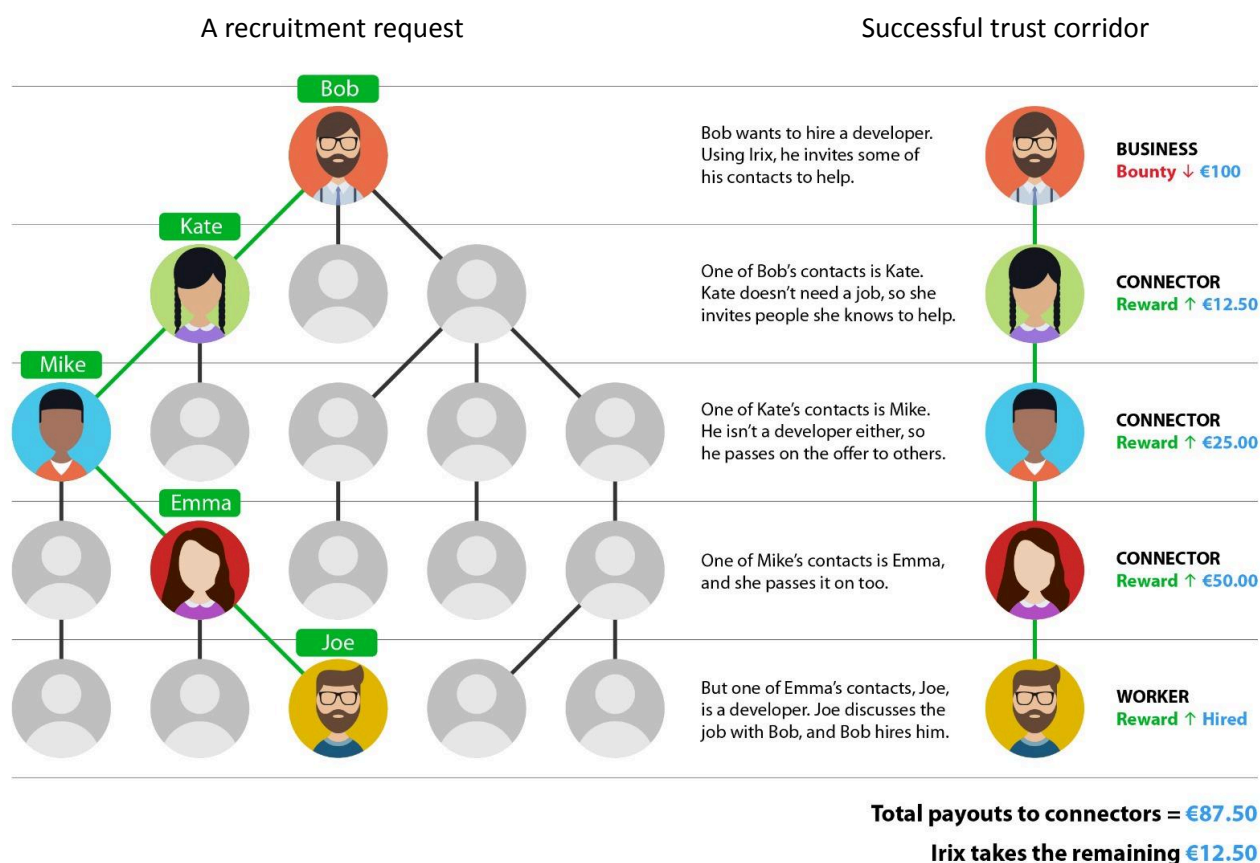 A recruitment request
Successful trust corridor
Bob
Bob wants to hire a developer.
Using Irix, he invites some of
his contacts to help.
BUSINESS
Bounty ↓ €100
Kate
One of Bob's contacts is Kate.
Kate doesn't need a job, so she
invites people she knows to help.
CONNECTOR
Reward ↑ €12.50
Mike
One of Kate's contacts is Mike.
He isn't a developer either, so
he passes on the offer to others.
CONNECTOR
Reward ↑ €25.00
Emma
One of Mike's contacts is Emma,
and she passes it on too.
CONNECTOR
Reward ↑ €50.00
Joe
But one of Emma's contacts, Joe,
is a developer. Joe discusses the
job with Bob, and Bob hires him.
WORKER
Reward ↑ Hired
Total payouts to connectors = €87.50
Irix takes the remaining €12.50